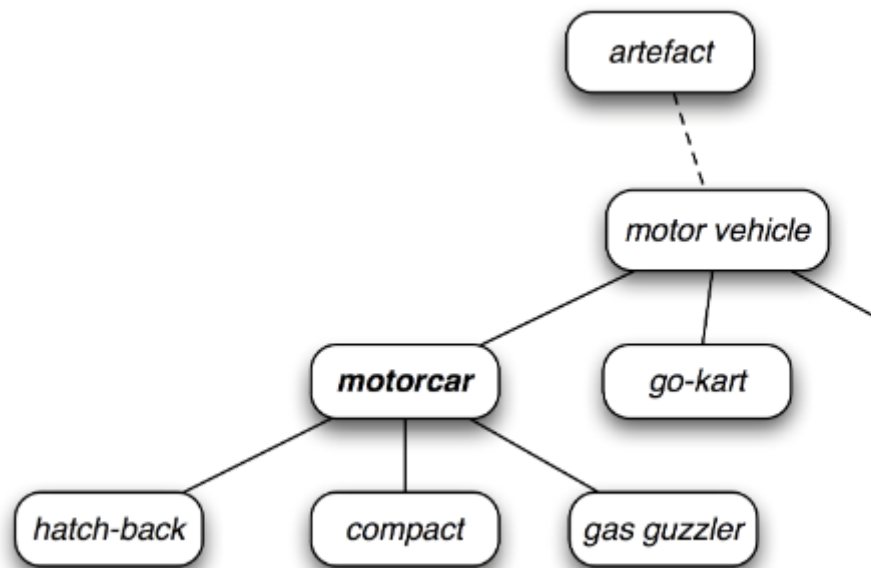 artefact
motor vehicle
motorcar
go-kart
hatch-back
compact
gas guzzler